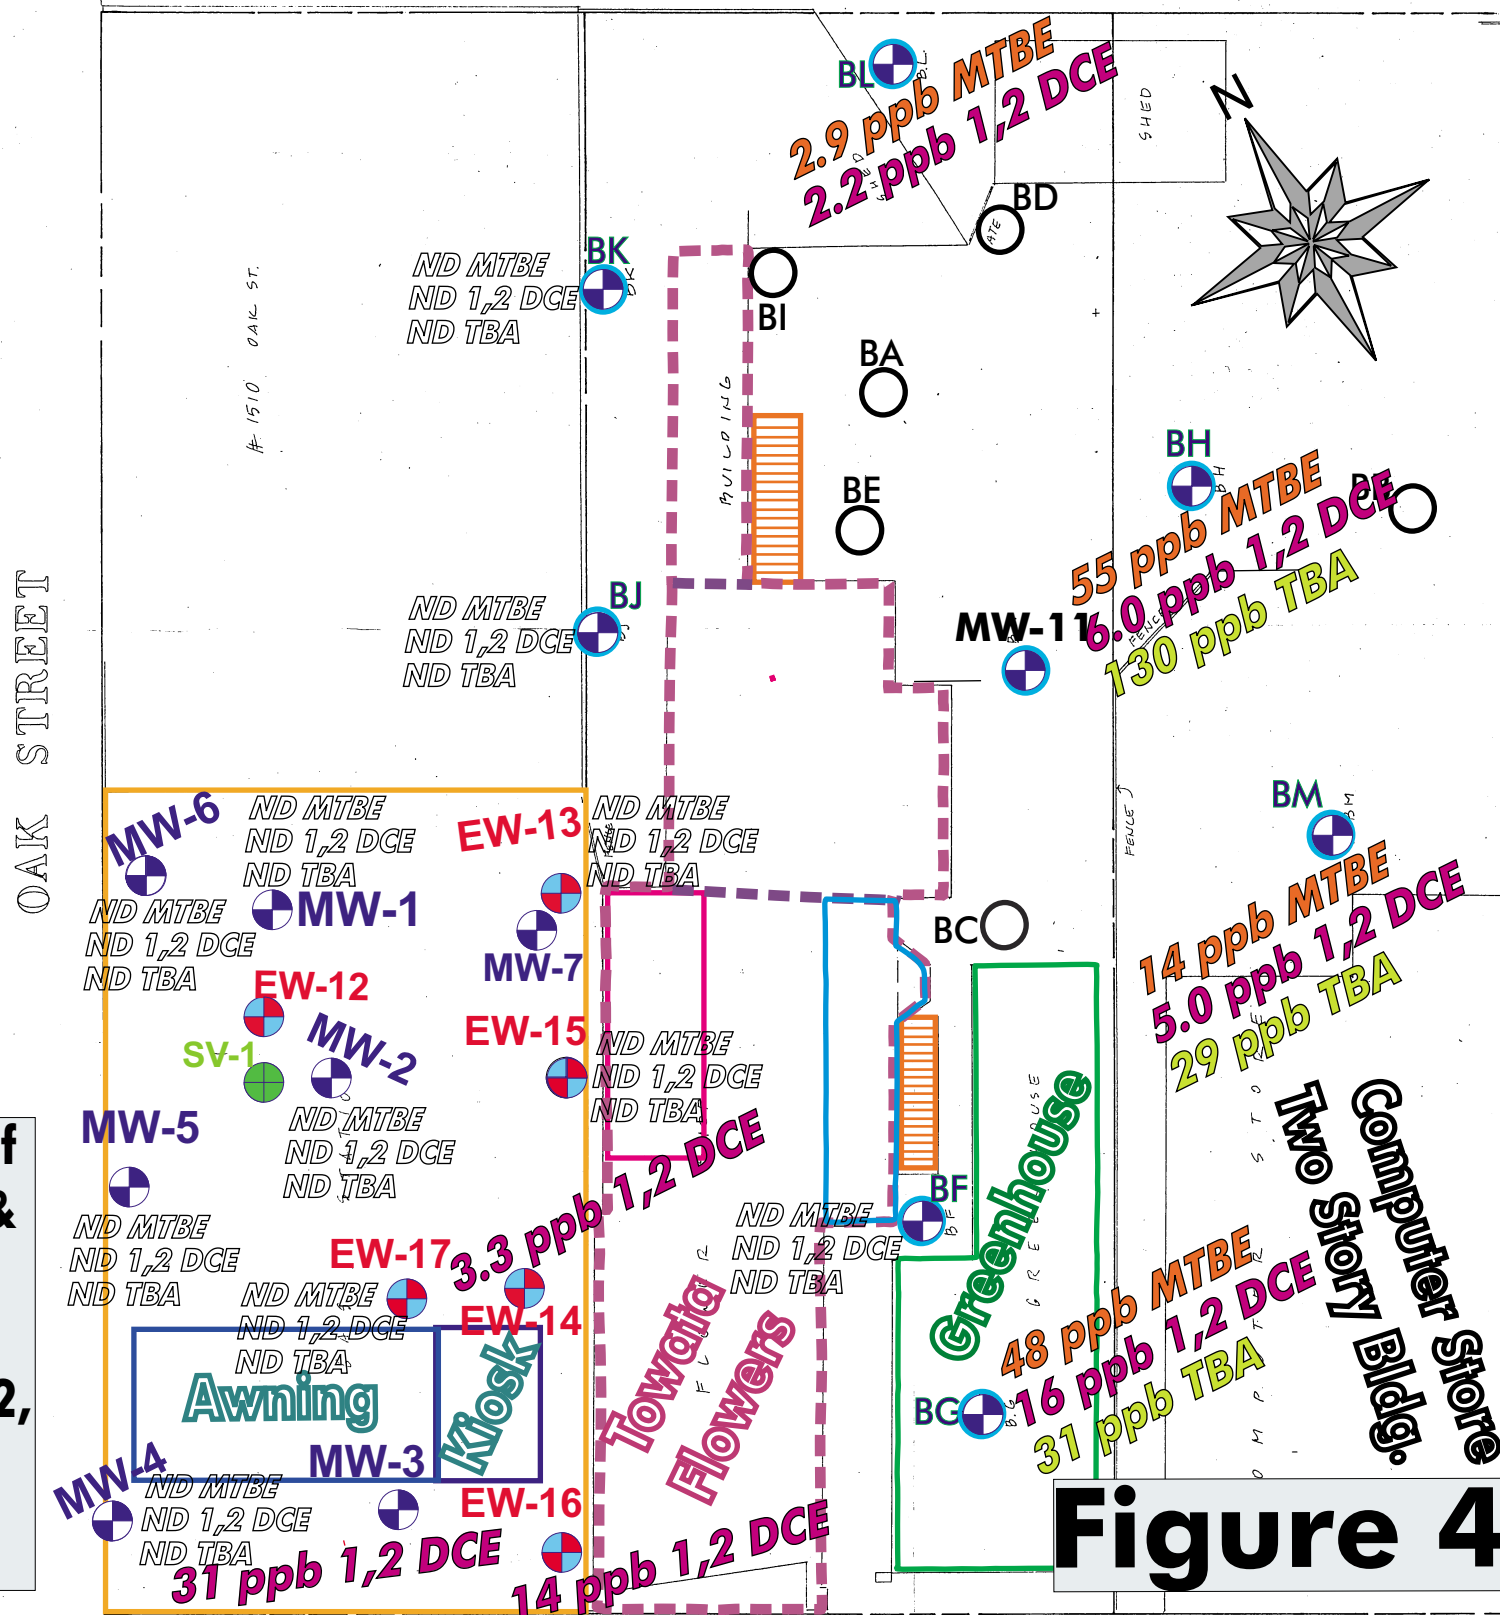 BL
B.L.
2.9 ppb MTBE
2.2 ppb 1,2 DCE
SHED
SHED
N
BD
BK
ND MTBE
ND 1,2 DCE
ND TBA
BK
BI
# 1510 OAK ST.
BA
BUILDING
BE
BH
BH
55 ppb MTBE
6.0 ppb 1,2 DCE
130 ppb TBA
FENCE
OAK STREET
BJ
ND MTBE
ND 1,2 DCE
ND TBA
BJ
MW-11
MW-6
ND MTBE
ND 1,2 DCE
ND TBA
EW-13
ND MTBE
ND 1,2 DCE
ND TBA
BM
BM
FENCE
14 ppb MTBE
5.0 ppb 1,2 DCE
29 ppb TBA
MW-1
ND MTBE
ND 1,2 DCE
ND TBA
MW-7
BC
EW-12
SV-1
MW-2
EW-15
ND MTBE
ND 1,2 DCE
ND TBA
MW-5
ND MTBE
ND 1,2 DCE
ND TBA
3.3 ppb 1,2 DCE
Greenhouse
Computer Store
Two Story Bldg.
f
&
BF
BF
ND MTBE
ND 1,2 DCE
ND TBA
ND MTBE
ND 1,2 DCE
ND TBA
EW-17
ND MTBE
ND 1,2 DCE
ND TBA
EW-14
Awning
Kiosk
Towata
Flowers
48 ppb MTBE
16 ppb 1,2 DCE
31 ppb TBA
BG
B.G
2,
MW-4
MW-3
ND MTBE
ND 1,2 DCE
ND TBA
EW-16
31 ppb 1,2 DCE
14 ppb 1,2 DCE
Figure 4